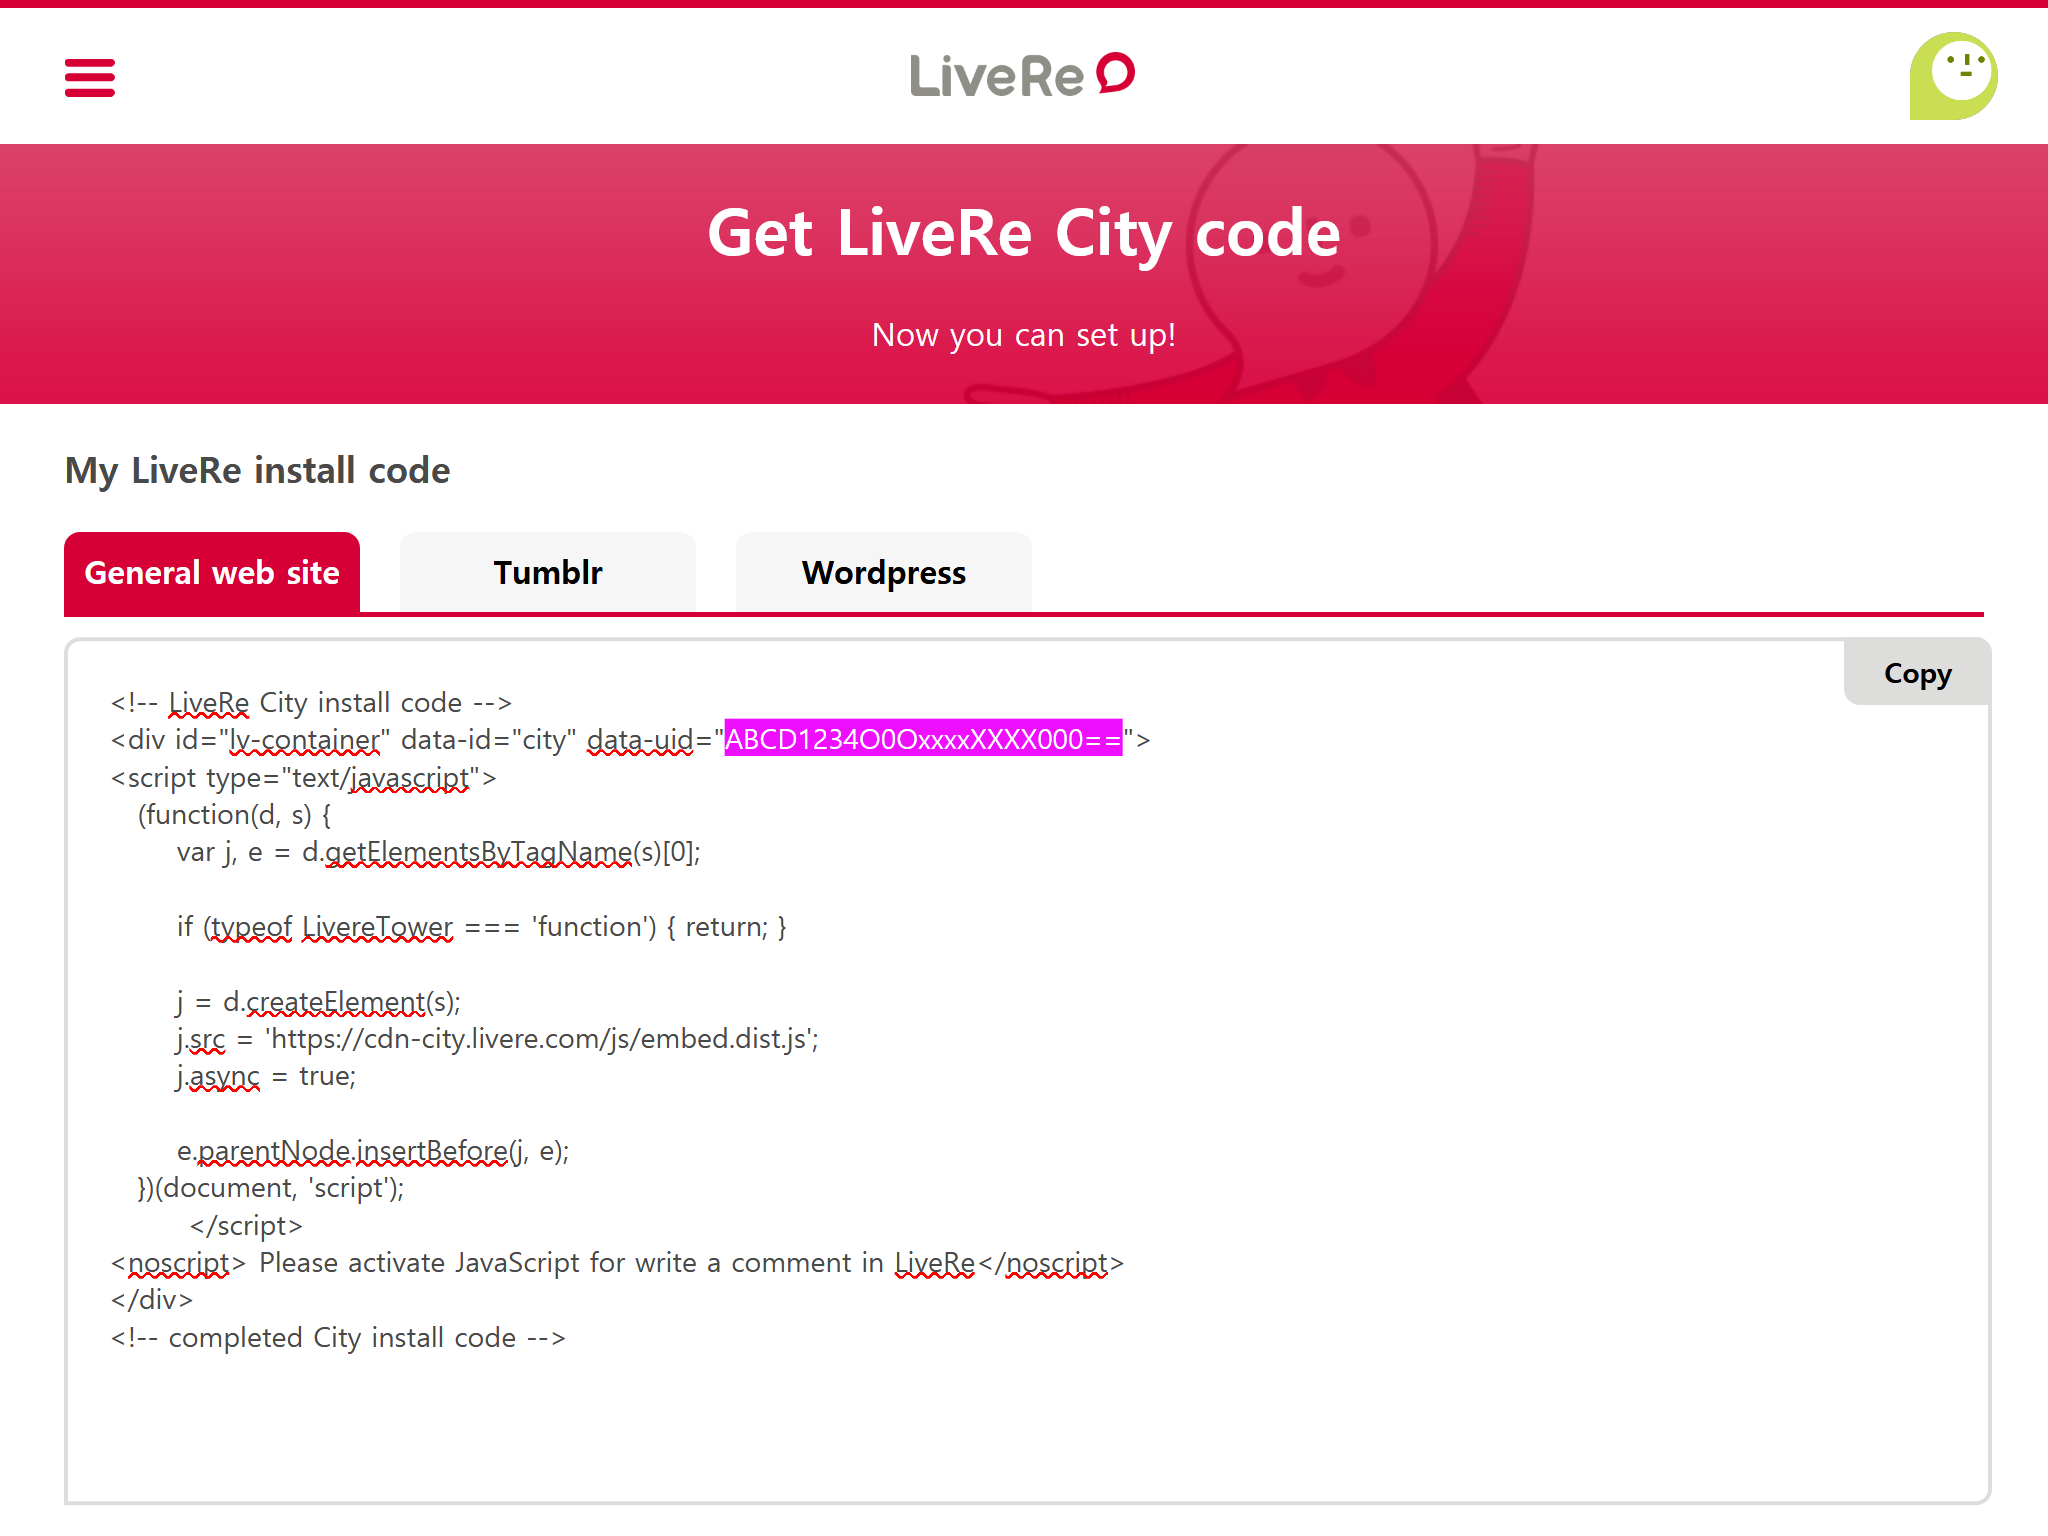 LiveRe
Get LiveRe City code
Now you can set up!
My LiveRe install code
General web site
Tumblr
Wordpress
Copy
<!-- LiveRe City install code -->
<div id="lv-container" data-id="city" data-uid="ABCD1234O0OxxxxXXXX000==">
<script type="text/javascript">
(function(d, s) {
var j, e = d.getElementsByTagName(s)[0];
if (typeof LivereTower === 'function') { return; }
j = d.createElement(s);
j.src = 'https://cdn-city.livere.com/js/embed.dist.js';
j.async = true;
e.parentNode.insertBefore(j, e);
})(document, 'script');
</script>
<noscript> Please activate JavaScript for write a comment in LiveRe</noscript>
</div>
<!-- completed City install code -->